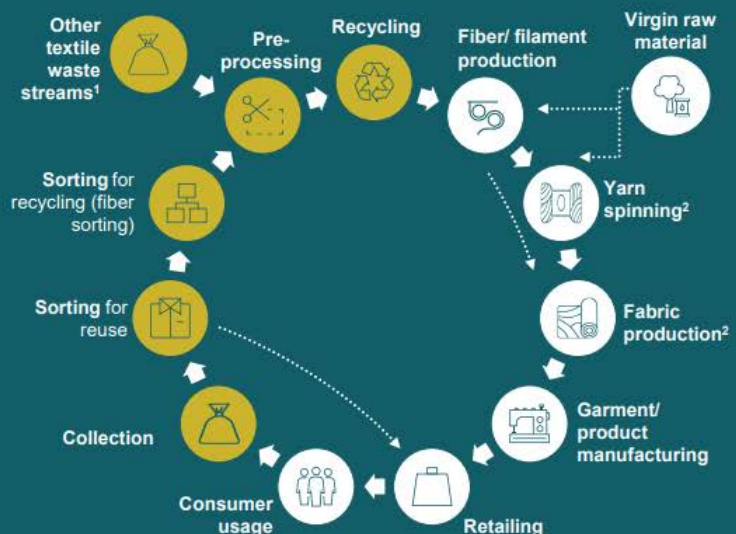 Other
textile
waste
streams1
Pre-
processing
Recycling
Fiber/ filament
production
Virgin raw
material
Sorting for
recycling (fiber
sorting)
Yarn
spinning2
Sorting for
reuse
Fabric
production2
Collection
Garment/
product
manufacturing
Consumer
usage
Retailing